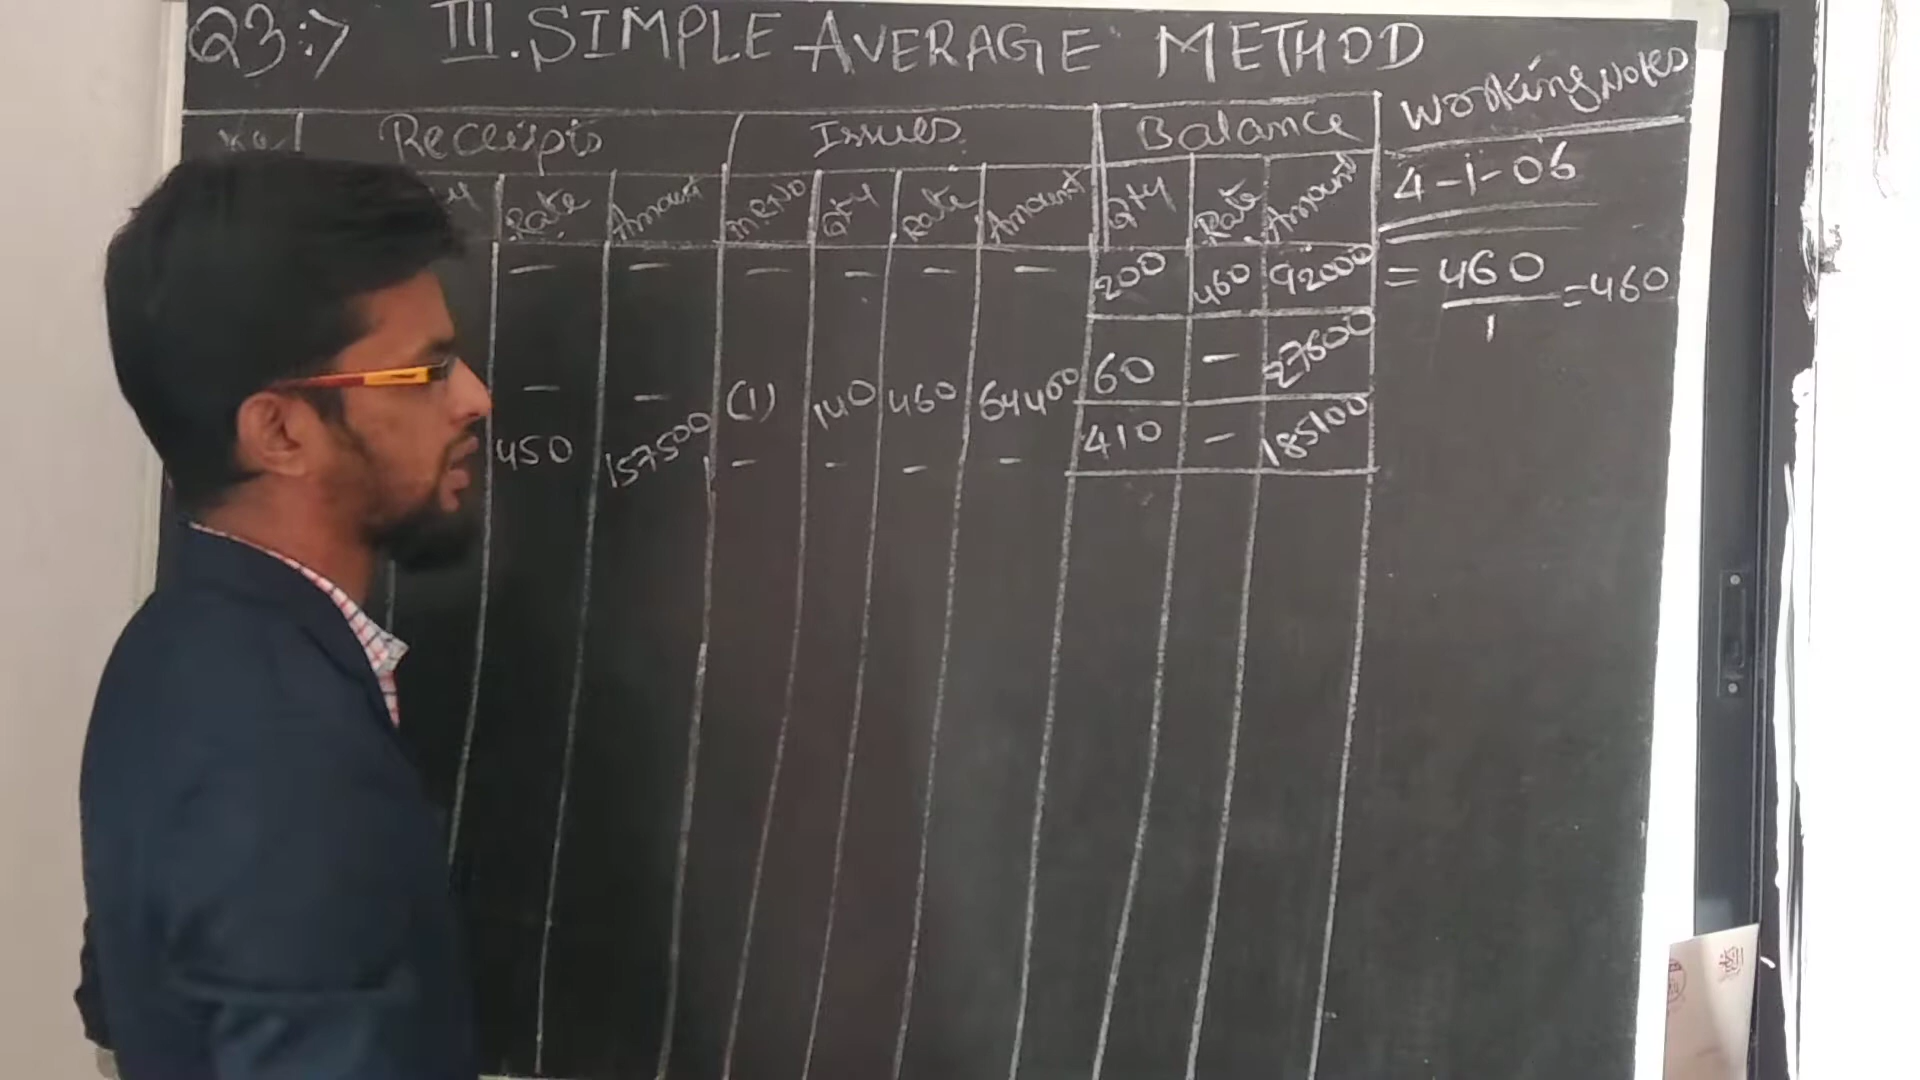 Q3:→ III. SIMPLE AVERAGE METHOD
Working Notes
Receipts Issues Balance
4-1-06
Rate Amount M.R.NO Qty Rate Amount Qty Rate Amount
- - - - - - 200 460 92000
= 460/1 = 460
- - (1) 140 460 64400 60 - 27600
450 157500 - - - - 410 - 185100